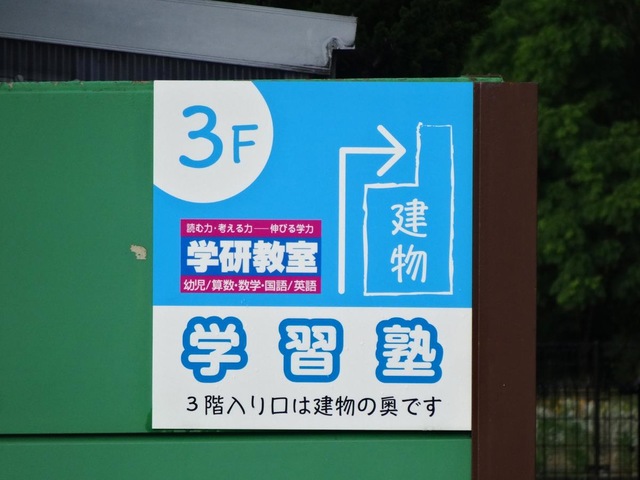 3F
読む力・考える力──伸びる学力
学研教室
幼児/算数・数学・国語/英語
建物
学習塾
3階入り口は建物の奥です